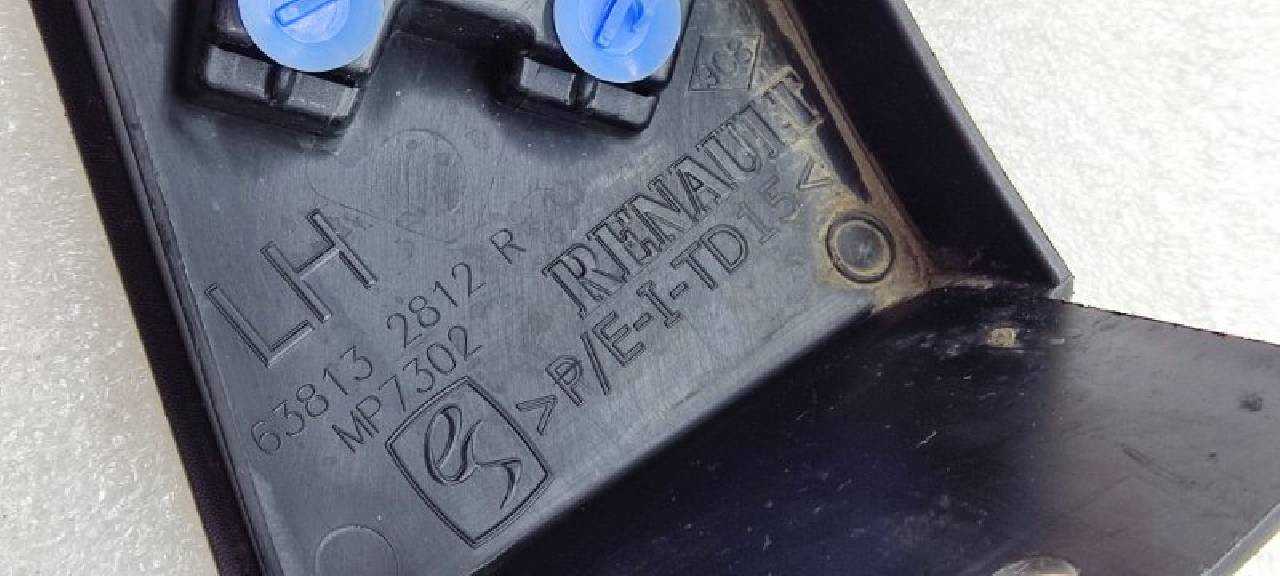 LH
63813 2812 R
MP7302
RENAULT
>P/E-I-TD15<